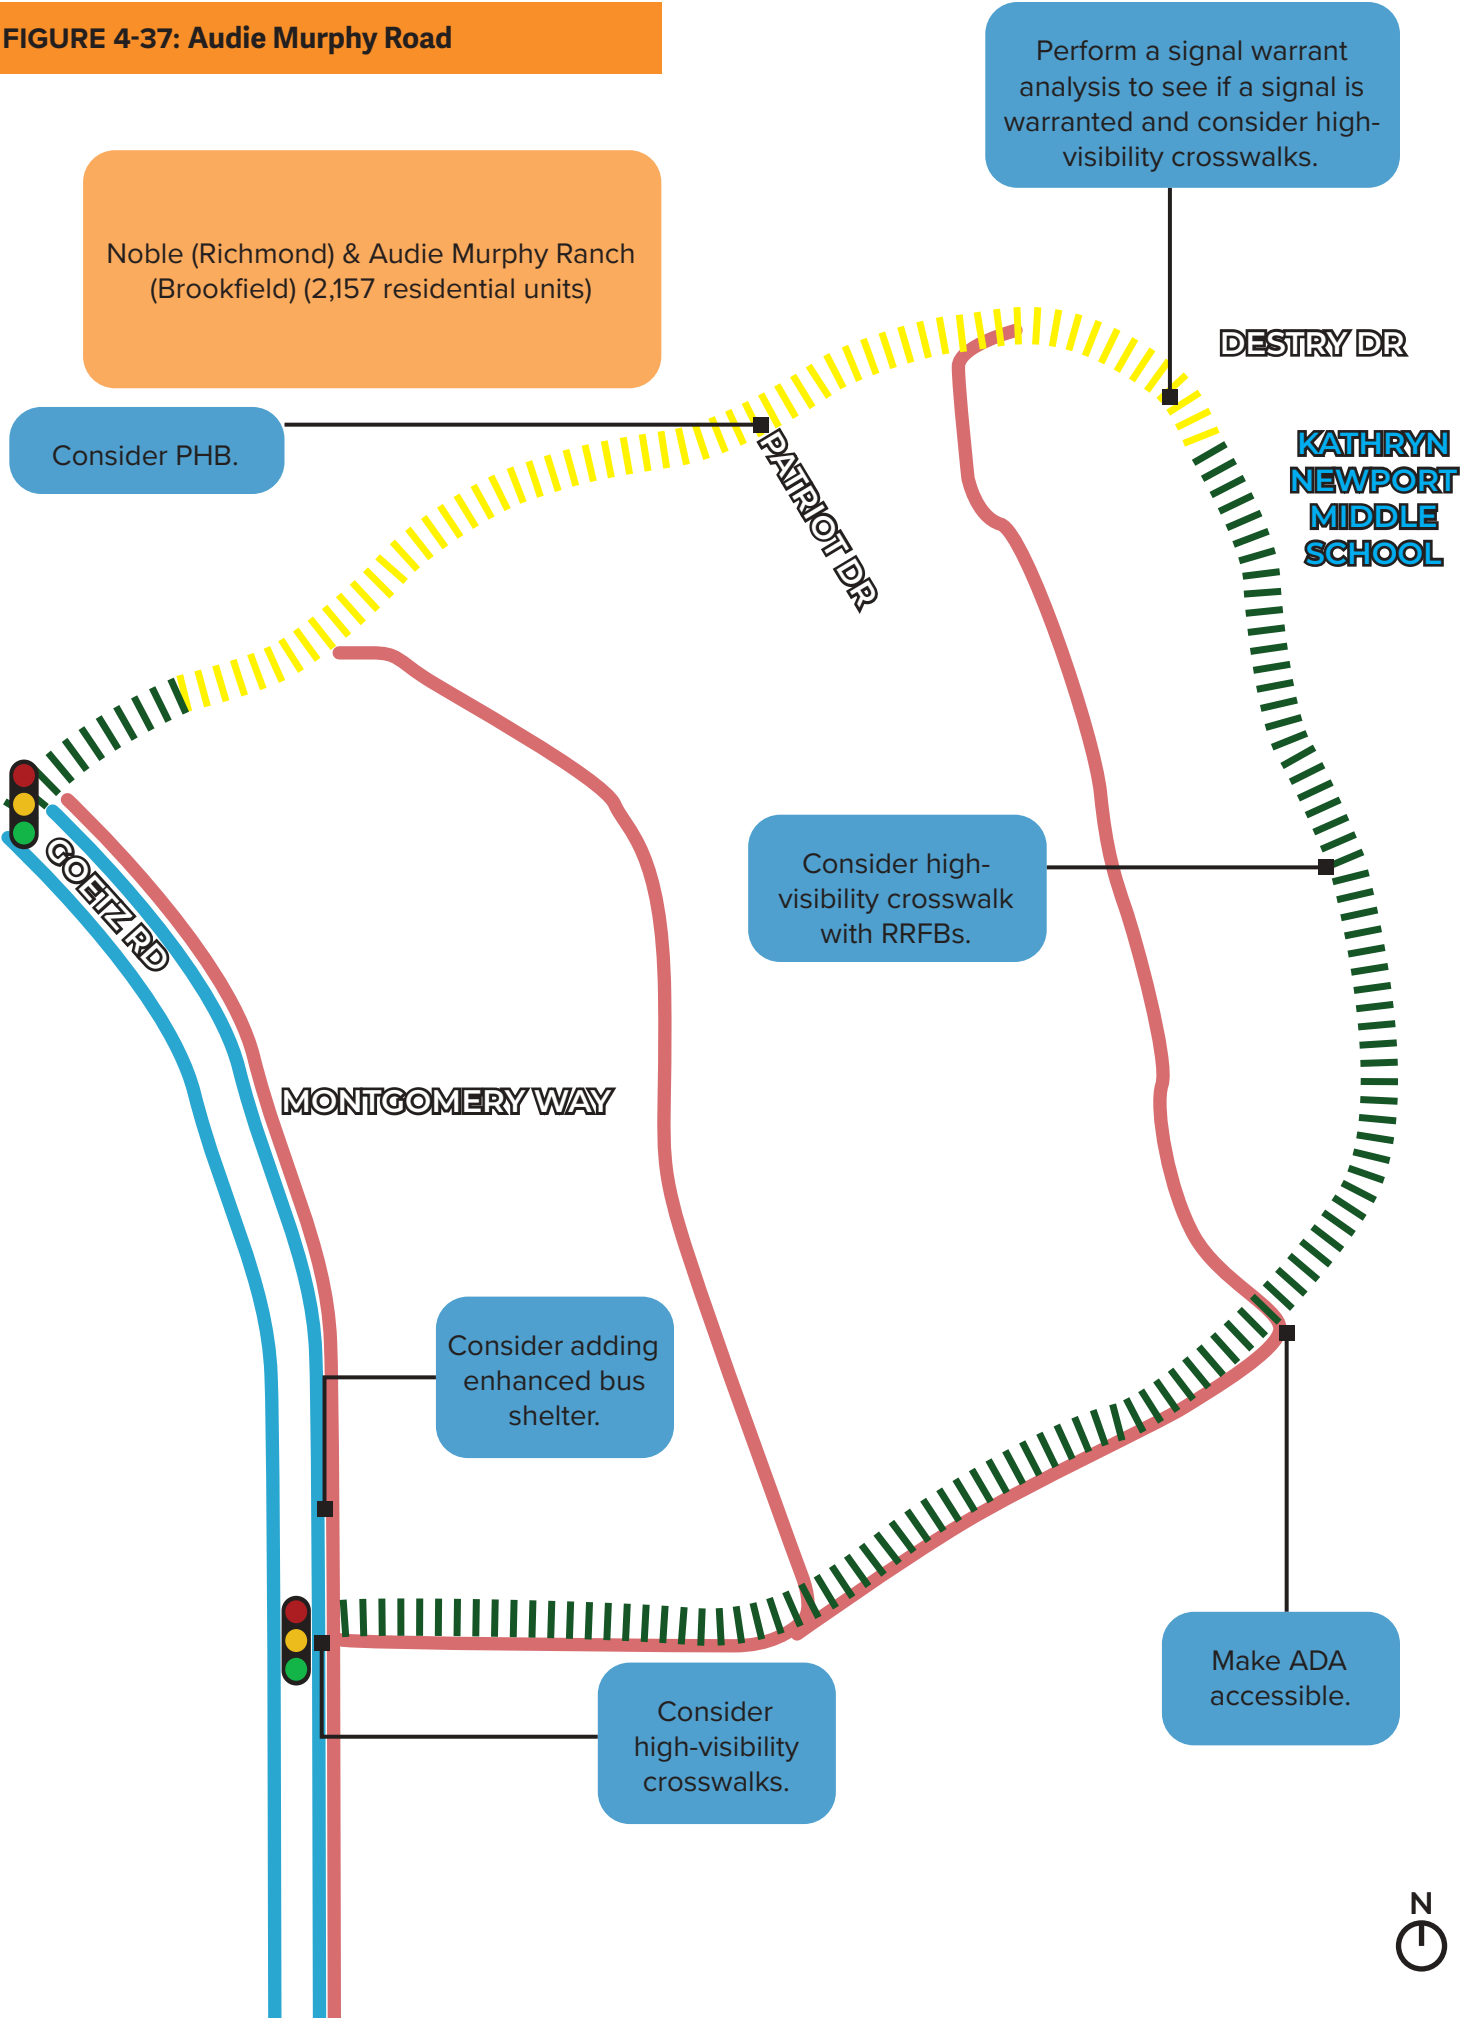 FIGURE 4-37: Audie Murphy Road
Perform a signal warrant
analysis to see if a signal is
warranted and consider high-
visibility crosswalks.
Noble (Richmond) & Audie Murphy Ranch
(Brookfield) (2,157 residential units)
DESTRY DR
Consider PHB.
PATRIOT DR
KATHRYN
NEWPORT
MIDDLE
SCHOOL
GOETZ RD
Consider high-
visibility crosswalk
with RRFBs.
MONTGOMERY WAY
Consider adding
enhanced bus
shelter.
Make ADA
accessible.
Consider
high-visibility
crosswalks.
N